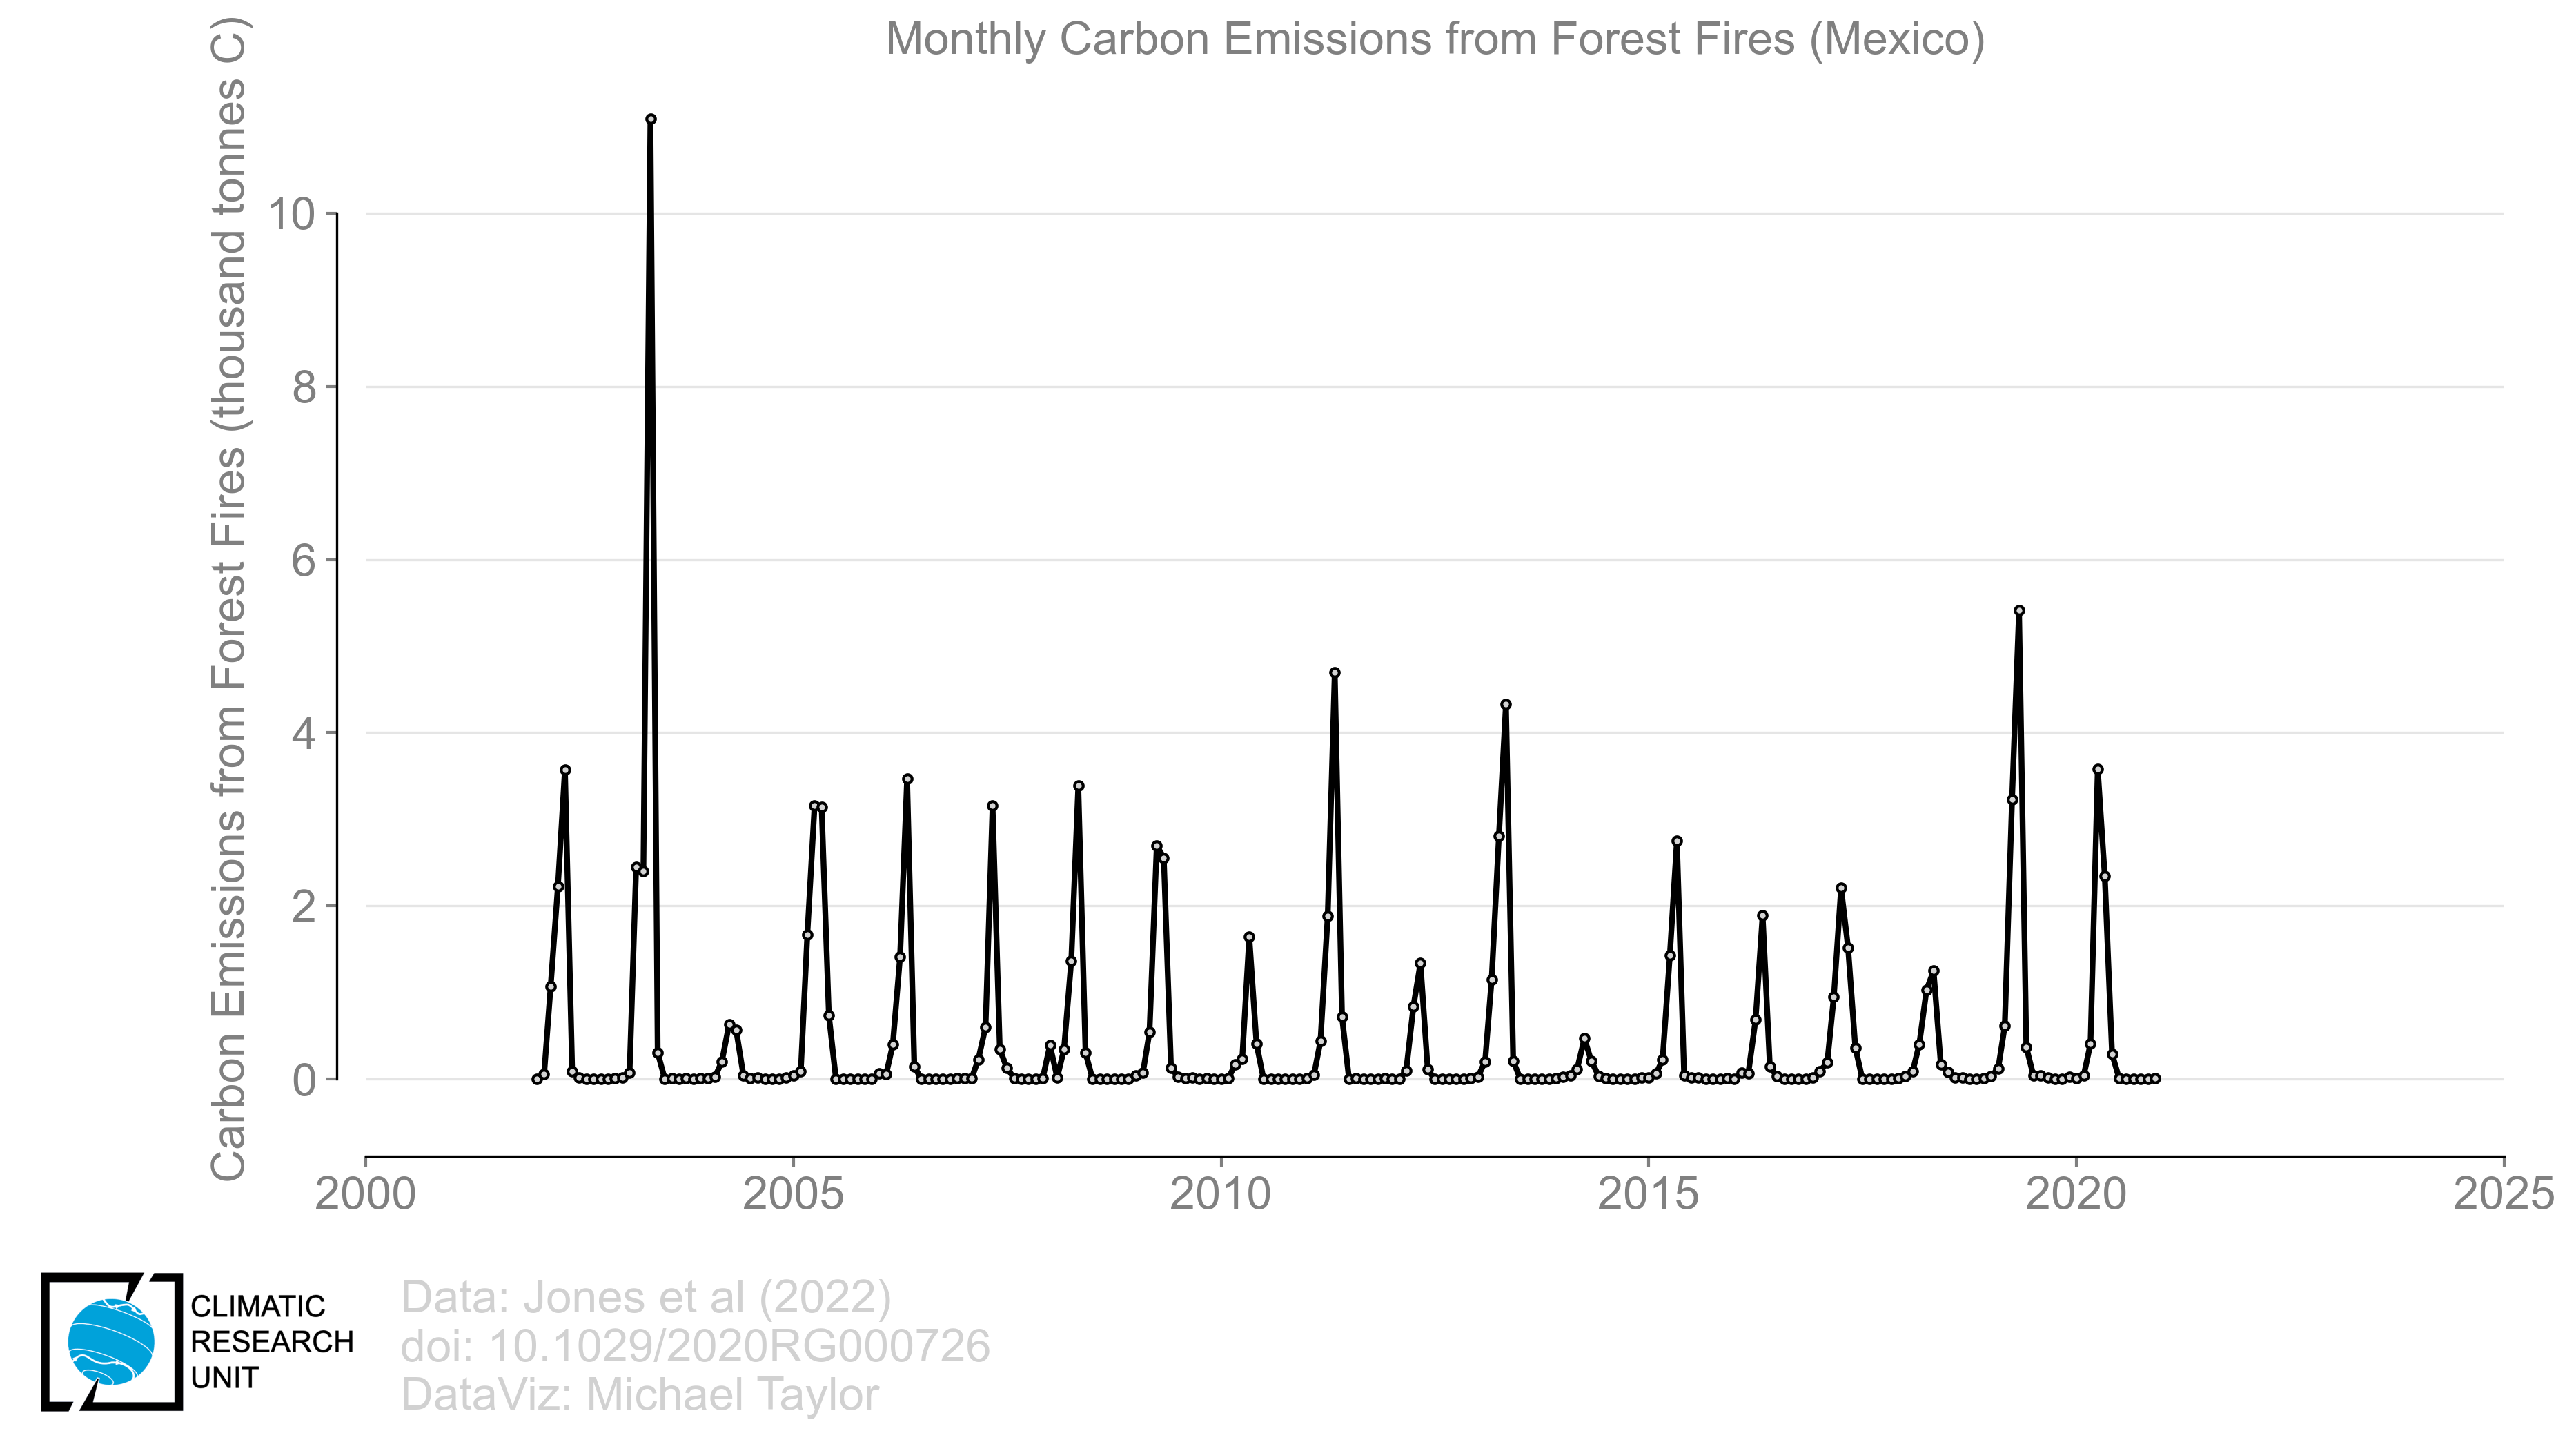 Monthly Carbon Emissions from Forest Fires (Mexico)
Carbon Emissions from Forest Fires (thousand tonnes C)
10
8
6
4
2
0
2000
2005
2010
2015
2020
2025
CLIMATIC
RESEARCH
UNIT
Data: Jones et al (2022)
doi: 10.1029/2020RG000726
DataViz: Michael Taylor